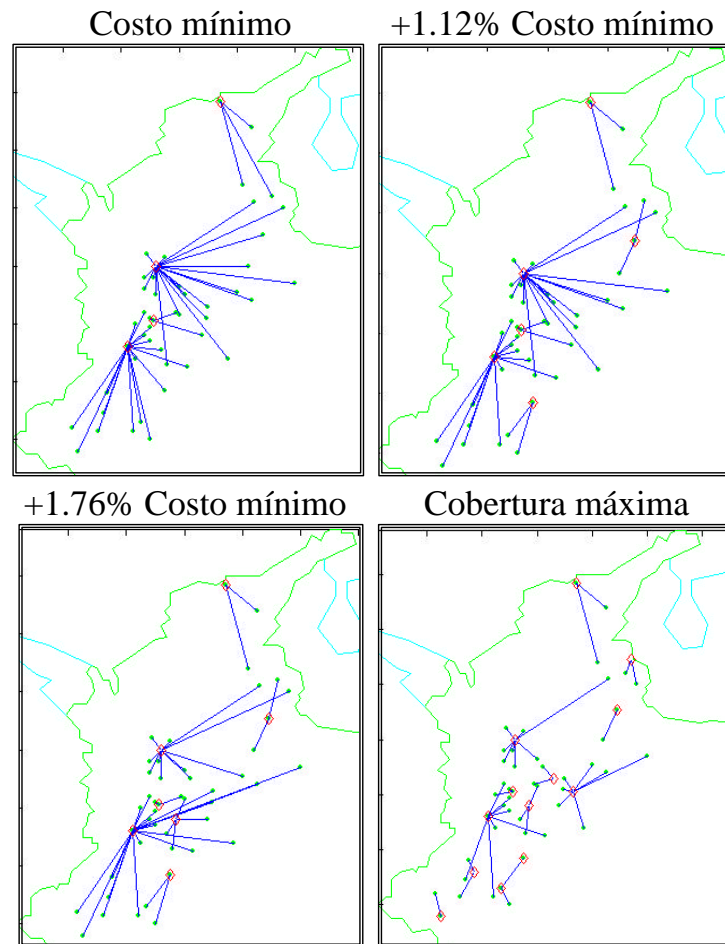 Costo mínimo
+1.12% Costo mínimo
+1.76% Costo mínimo
Cobertura máxima